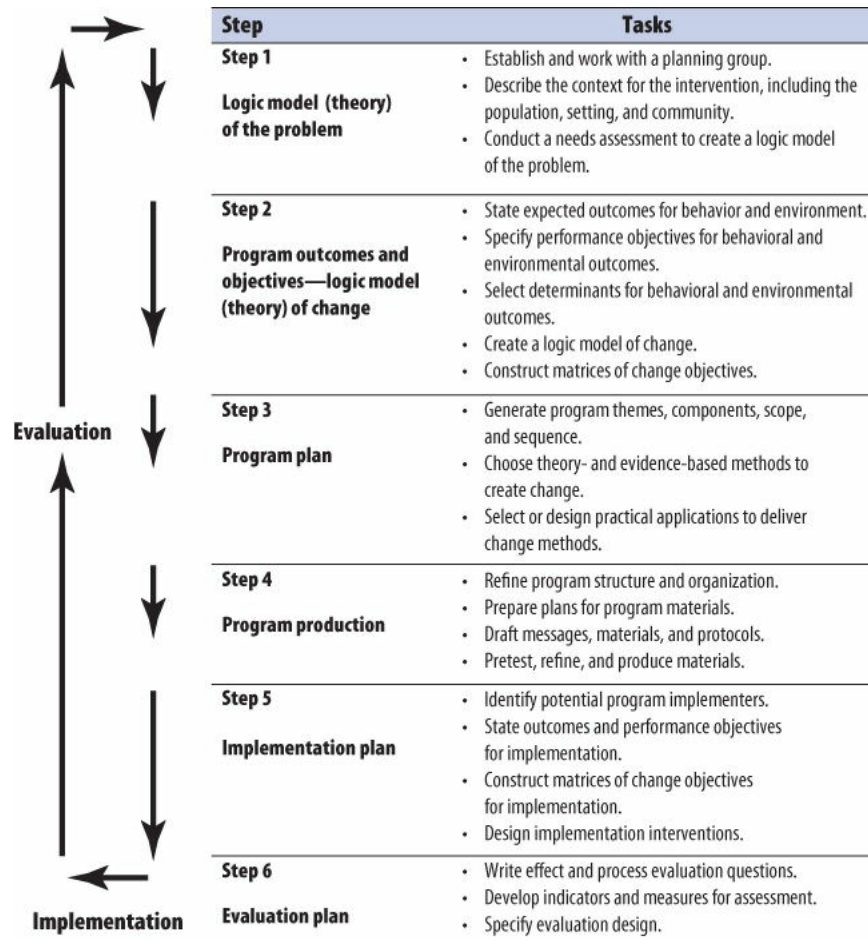 Step Tasks
Step 1
Logic model (theory)
of the problem
• Establish and work with a planning group.
• Describe the context for the intervention, including the
population, setting, and community.
• Conduct a needs assessment to create a logic model
of the problem.
Step 2
Program outcomes and
objectives—logic model
(theory) of change
• State expected outcomes for behavior and environment.
• Specify performance objectives for behavioral and
environmental outcomes.
• Select determinants for behavioral and environmental
outcomes.
• Create a logic model of change.
• Construct matrices of change objectives.
Evaluation
Step 3
Program plan
• Generate program themes, components, scope,
and sequence.
• Choose theory- and evidence-based methods to
create change.
• Select or design practical applications to deliver
change methods.
Step 4
Program production
• Refine program structure and organization.
• Prepare plans for program materials.
• Draft messages, materials, and protocols.
• Pretest, refine, and produce materials.
Step 5
Implementation plan
• Identify potential program implementers.
• State outcomes and performance objectives
for implementation.
• Construct matrices of change objectives
for implementation.
• Design implementation interventions.
Step 6
Evaluation plan
• Write effect and process evaluation questions.
• Develop indicators and measures for assessment.
• Specify evaluation design.
Implementation